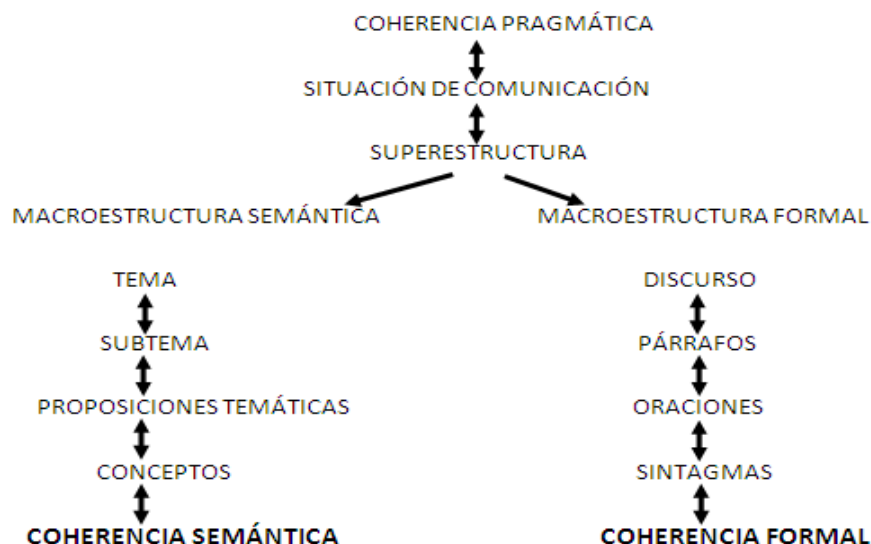 COHERENCIA PRAGMÁTICA
SITUACIÓN DE COMUNICACIÓN
SUPERESTRUCTURA
MACROESTRUCTURA SEMÁNTICA
MACROESTRUCTURA FORMAL
TEMA
DISCURSO
SUBTEMA
PÁRRAFOS
PROPOSICIONES TEMÁTICAS
ORACIONES
CONCEPTOS
SINTAGMAS
COHERENCIA SEMÁNTICA
COHERENCIA FORMAL